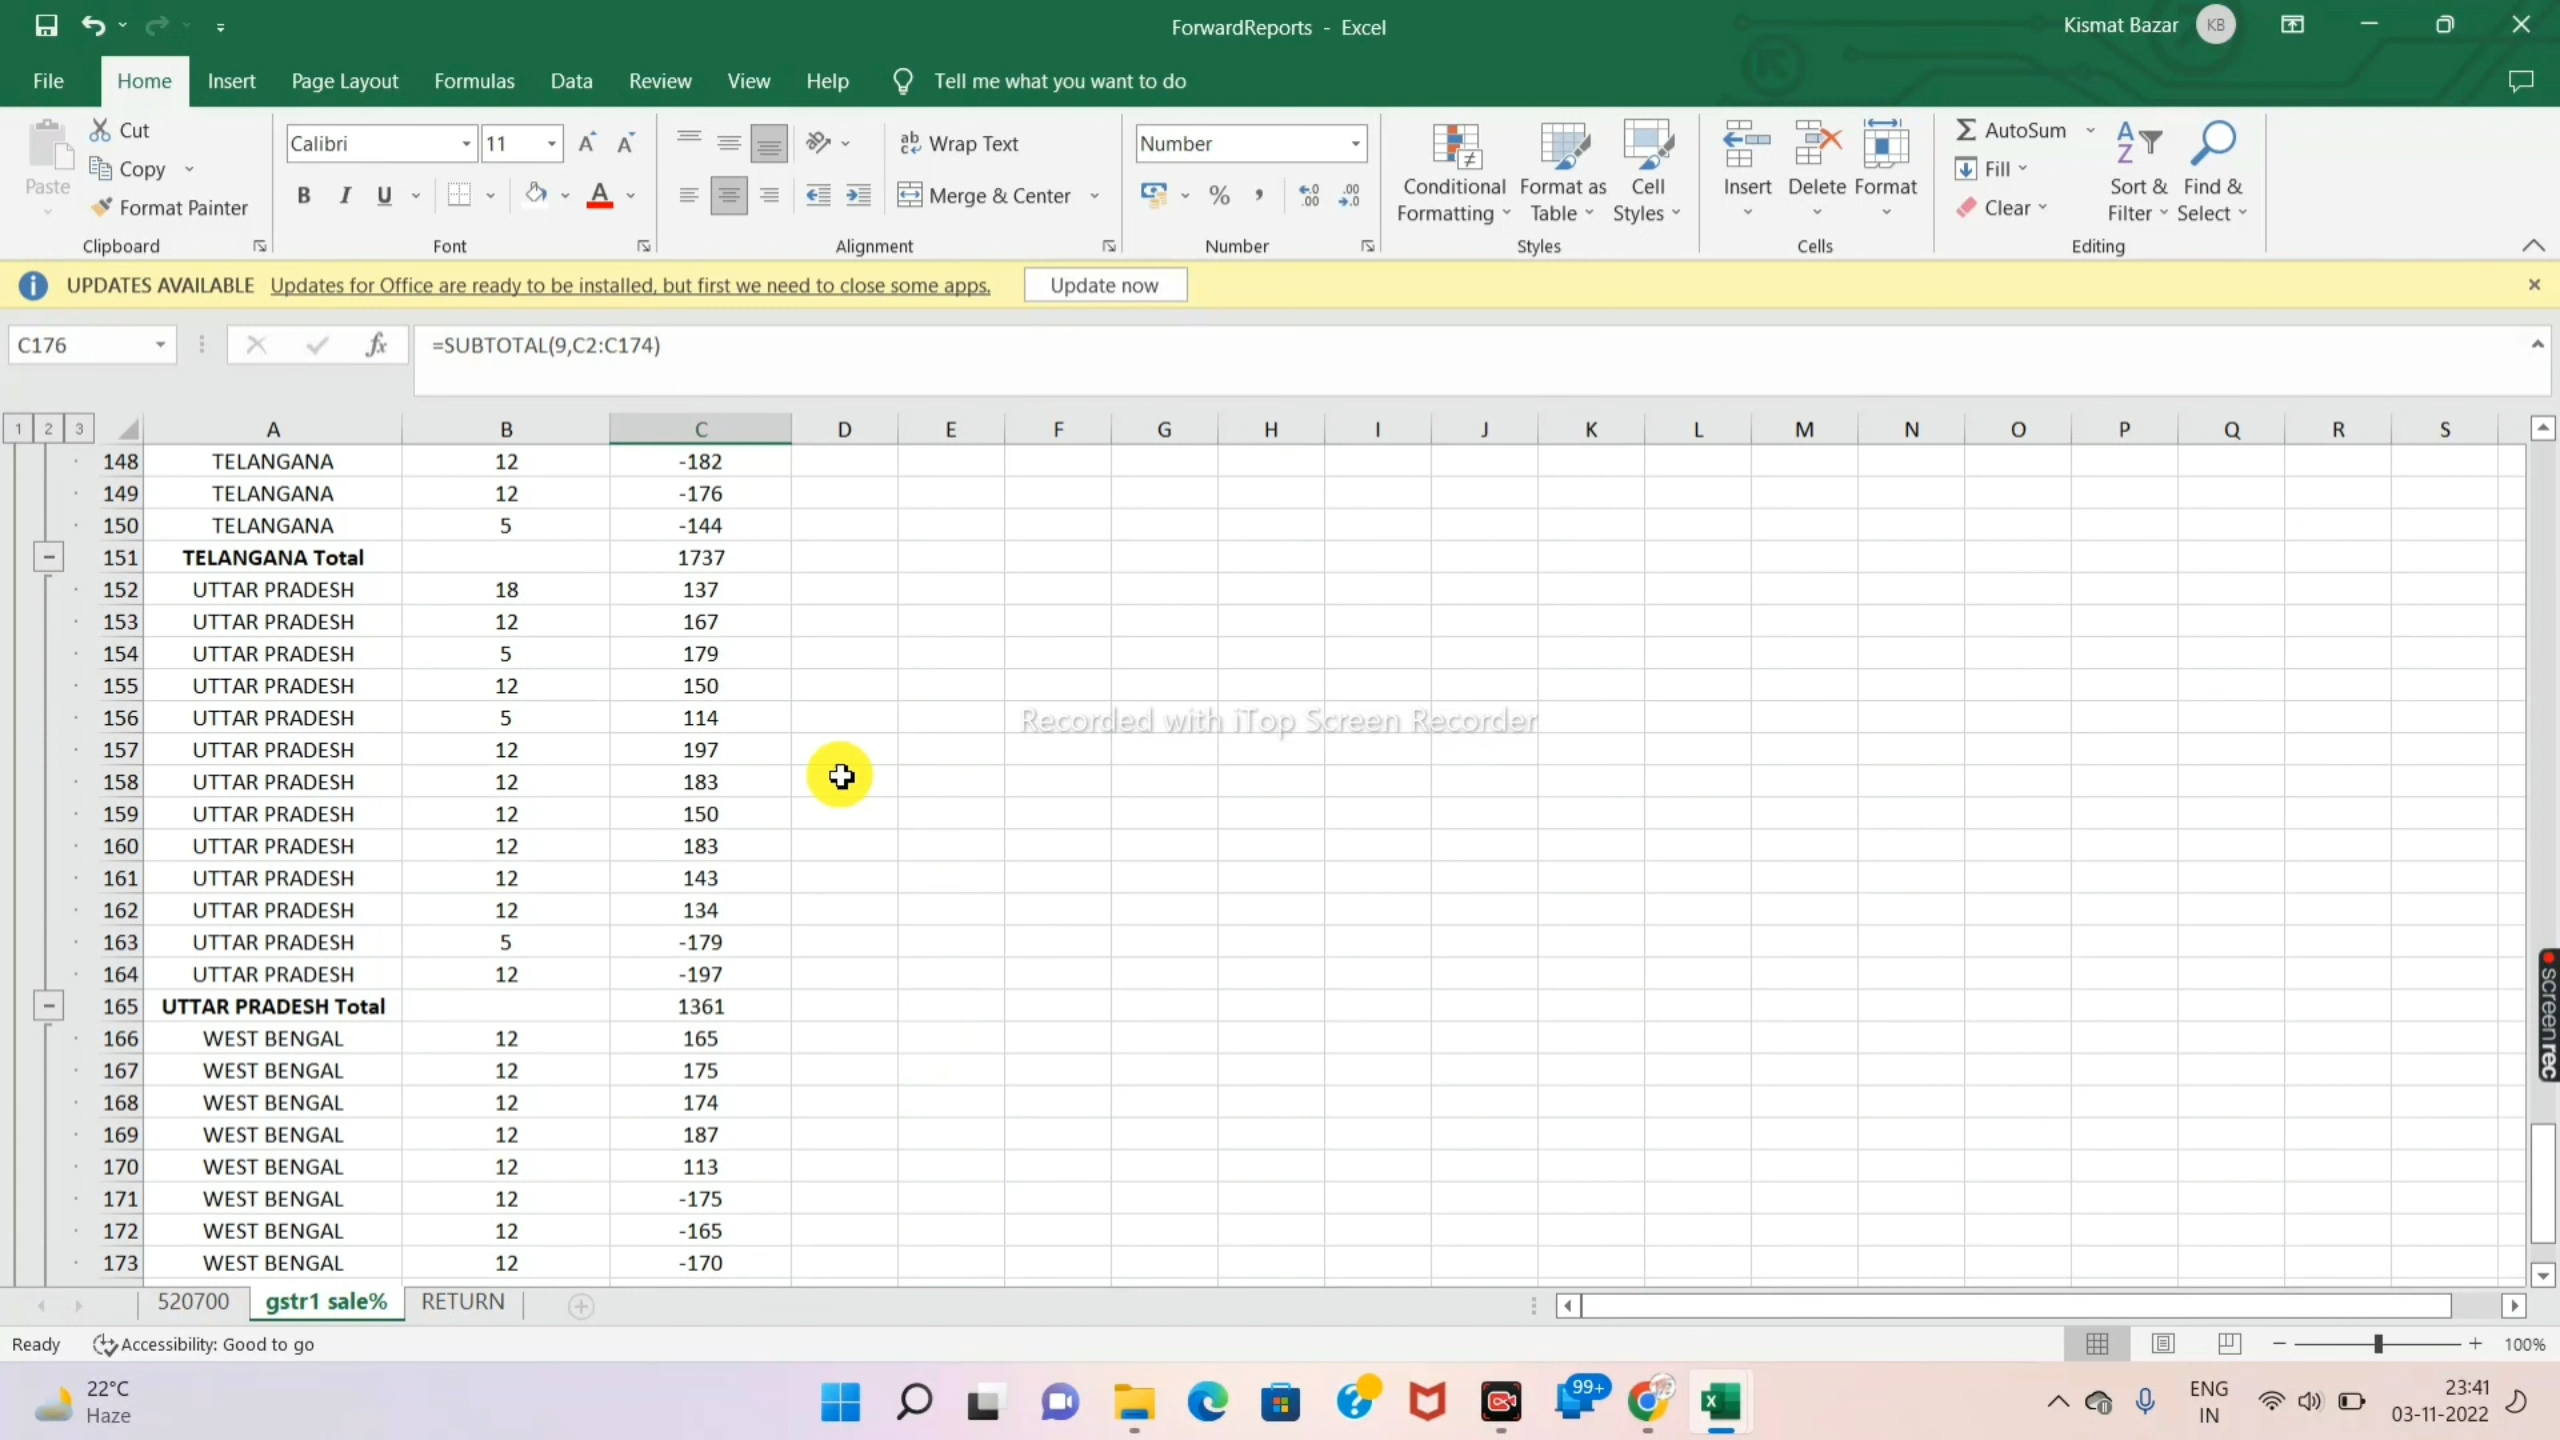 ForwardReports - Excel
Kismat Bazar KB
File Home Insert Page Layout Formulas Data Review View Help Tell me what you want to do
Paste
Cut
Copy
Format Painter
Clipboard
Calibri 11
B I U A
Font
Wrap Text
Merge & Center
Alignment
Number
%
Number
Conditional Formatting
Format as Table
Cell Styles
Styles
Insert
Delete
Format
Cells
AutoSum
Fill
Clear
Sort & Filter
Find & Select
Editing
UPDATES AVAILABLE Updates for Office are ready to be installed, but first we need to close some apps. Update now
C176 fx =SUBTOTAL(9,C2:C174)
1 2 3 A B C D E F G H I J K L M N O P Q R S
148 TELANGANA 12 -182
149 TELANGANA 12 -176
150 TELANGANA 5 -144
151 TELANGANA Total 1737
152 UTTAR PRADESH 18 137
153 UTTAR PRADESH 12 167
154 UTTAR PRADESH 5 179
155 UTTAR PRADESH 12 150
156 UTTAR PRADESH 5 114
Recorded with iTop Screen Recorder
157 UTTAR PRADESH 12 197
158 UTTAR PRADESH 12 183
159 UTTAR PRADESH 12 150
160 UTTAR PRADESH 12 183
161 UTTAR PRADESH 12 143
162 UTTAR PRADESH 12 134
163 UTTAR PRADESH 5 -179
164 UTTAR PRADESH 12 -197
165 UTTAR PRADESH Total 1361
166 WEST BENGAL 12 165
167 WEST BENGAL 12 175
168 WEST BENGAL 12 174
169 WEST BENGAL 12 187
170 WEST BENGAL 12 113
171 WEST BENGAL 12 -175
172 WEST BENGAL 12 -165
173 WEST BENGAL 12 -170
screenrec
520700 gstr1 sale% RETURN
Ready Accessibility: Good to go 100%
22°C
Haze
99+
ENG
IN
23:41
03-11-2022